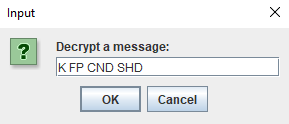 Input
Decrypt a message:
K FP CND SHD
OK Cancel